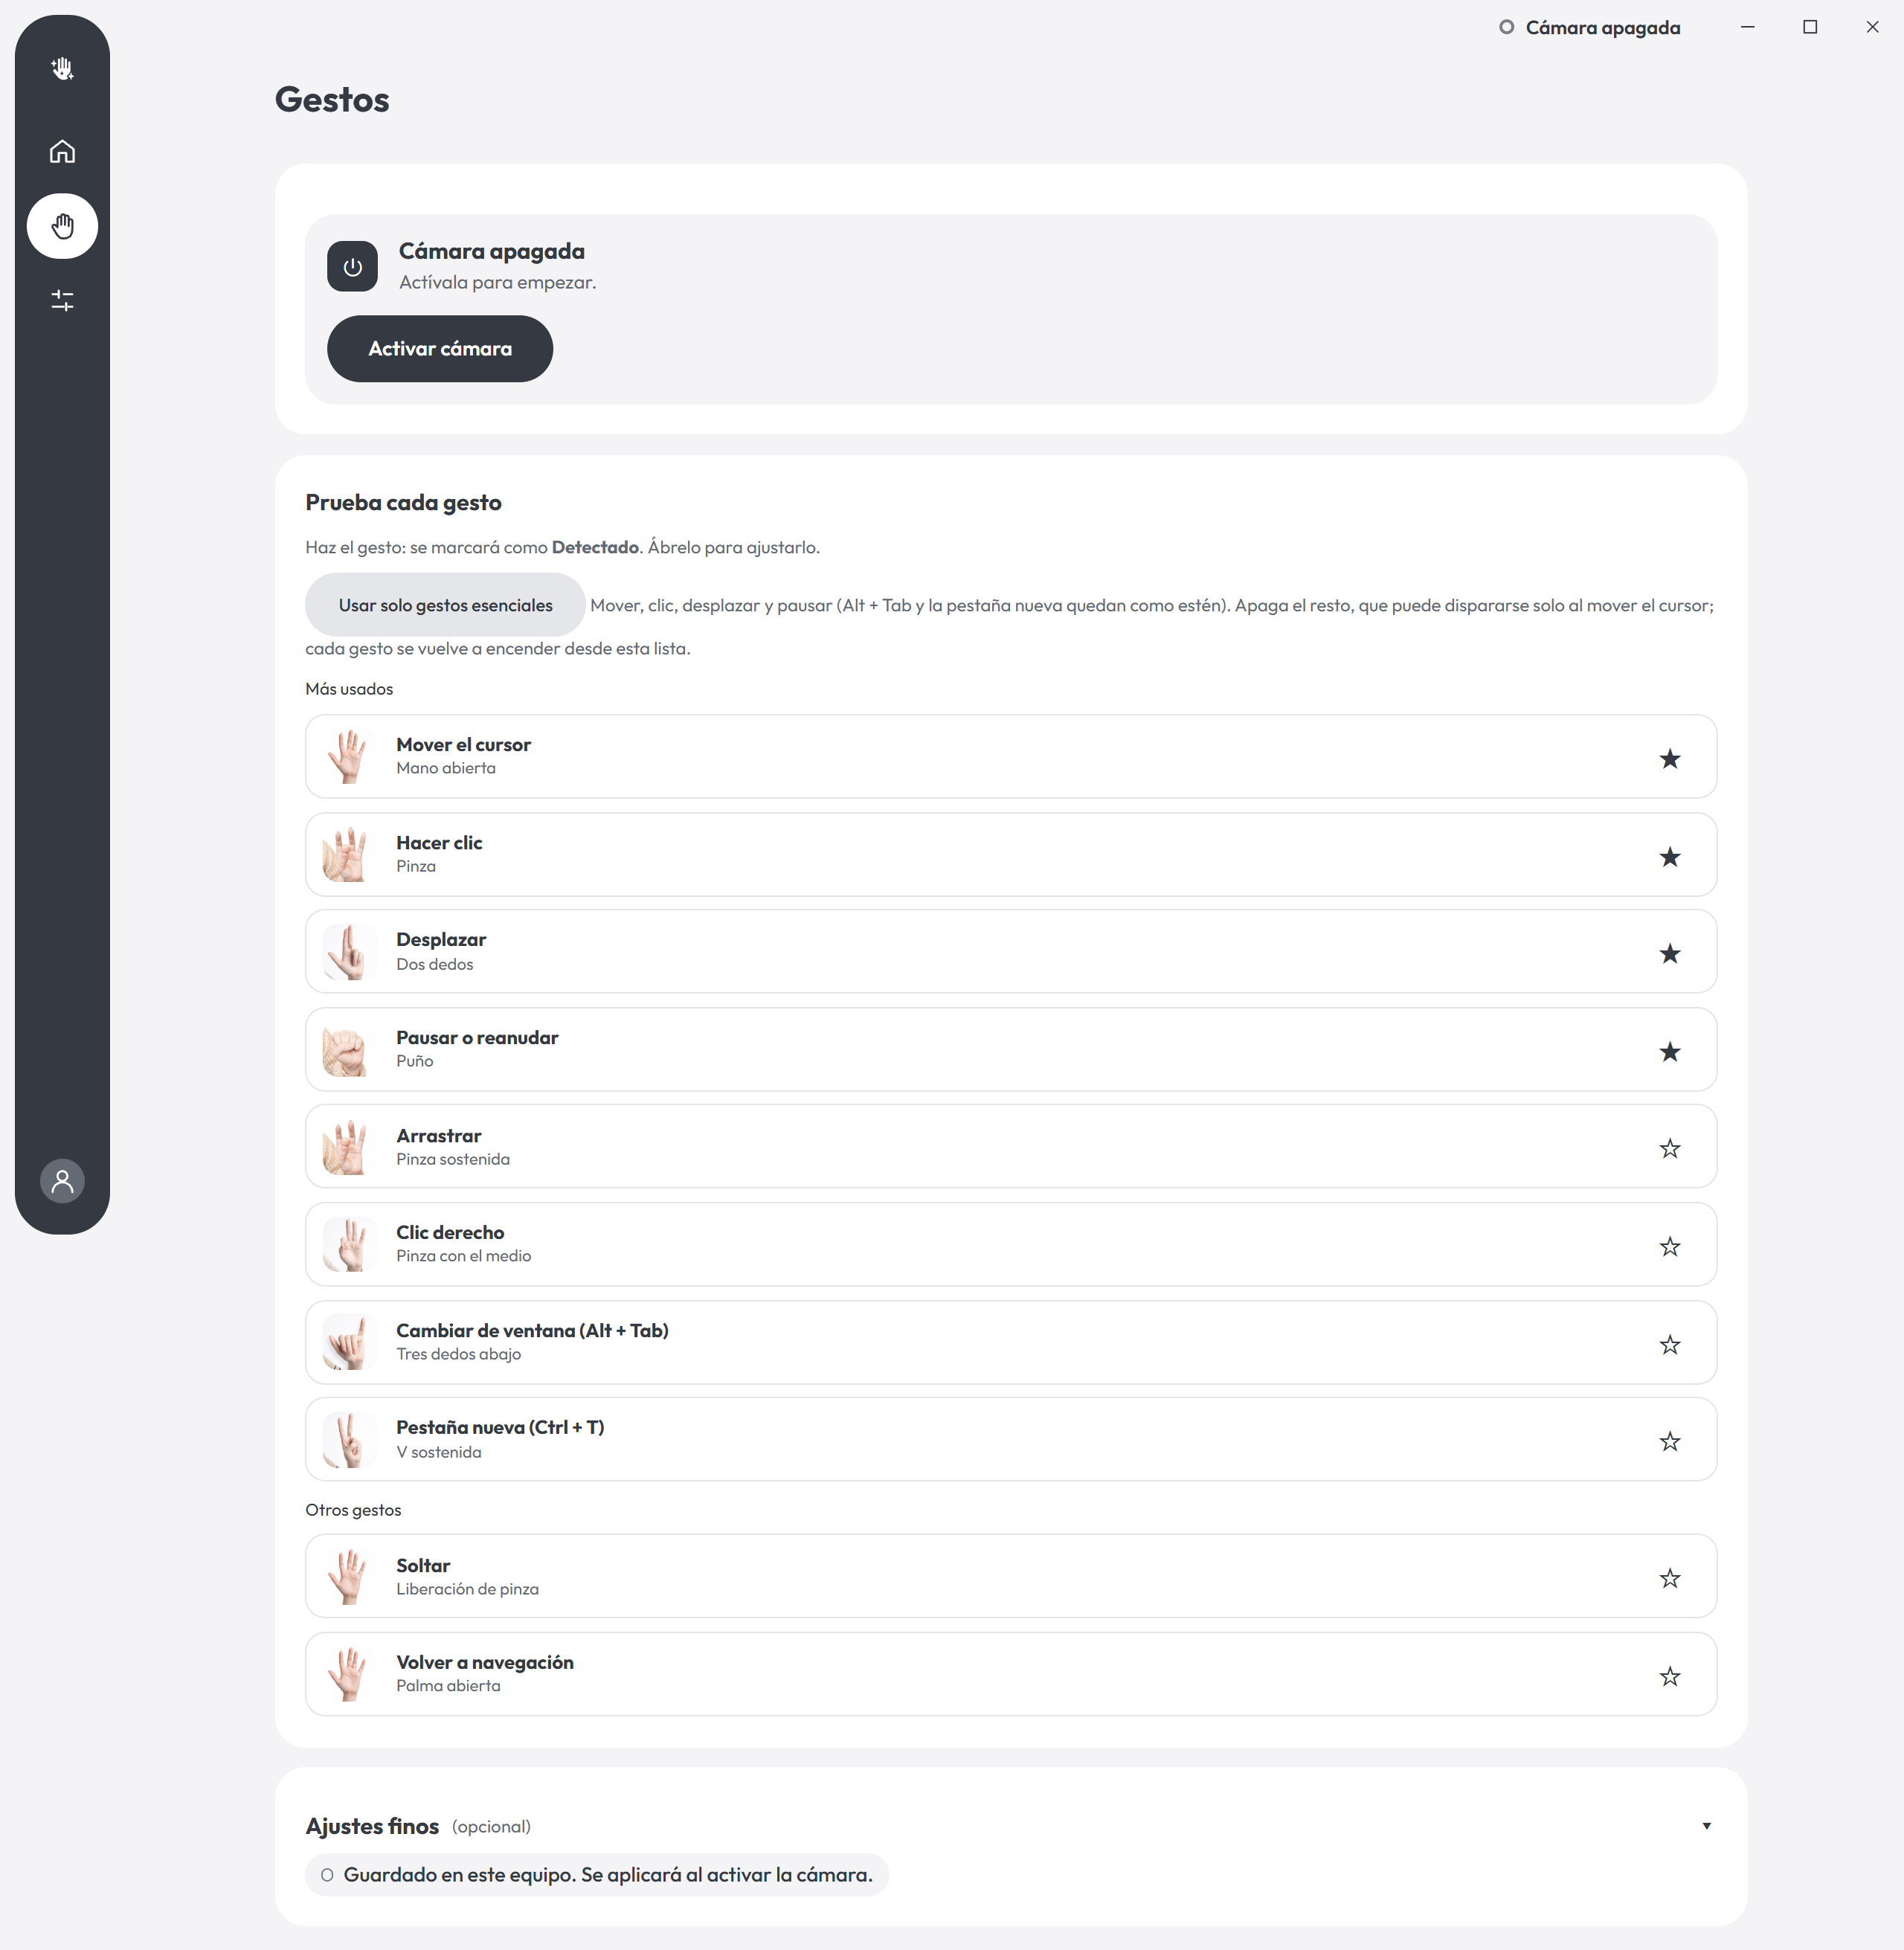 Cámara apagada
Gestos
Cámara apagada
Actívala para empezar.
Activar cámara
Prueba cada gesto
Haz el gesto: se marcará como Detectado. Ábrelo para ajustarlo.
Usar solo gestos esenciales Mover, clic, desplazar y pausar (Alt + Tab y la pestaña nueva quedan como estén). Apaga el resto, que puede dispararse solo al mover el cursor;
cada gesto se vuelve a encender desde esta lista.
Más usados
Mover el cursor
Mano abierta
Hacer clic
Pinza
Desplazar
Dos dedos
Pausar o reanudar
Puño
Arrastrar
Pinza sostenida
Clic derecho
Pinza con el medio
Cambiar de ventana (Alt + Tab)
Tres dedos abajo
Pestaña nueva (Ctrl + T)
V sostenida
Otros gestos
Soltar
Liberación de pinza
Volver a navegación
Palma abierta
Ajustes finos (opcional)
Guardado en este equipo. Se aplicará al activar la cámara.